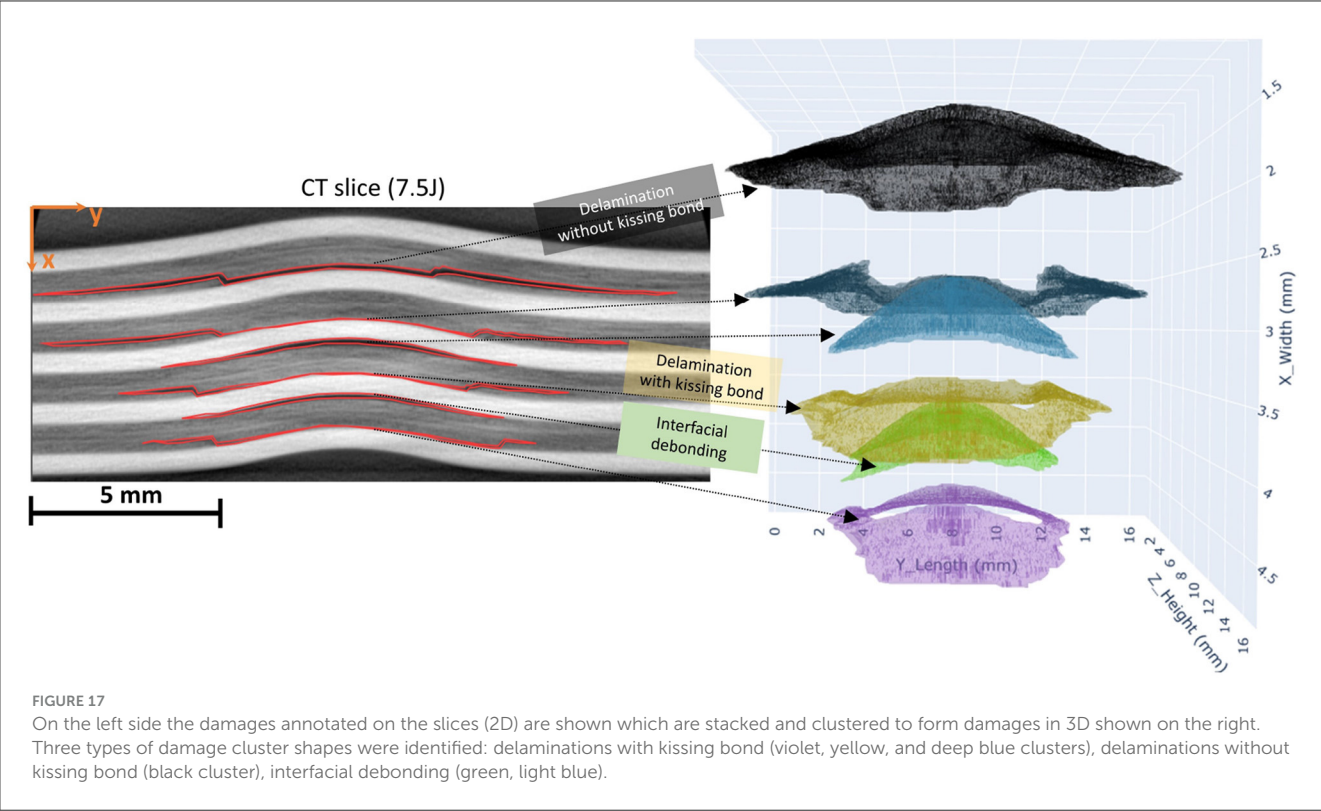 CT slice (7.5J)
y
x
5 mm
Delamination
without kissing bond
Delamination
with kissing bond
Interfacial
debonding
1.5
2
2.5
3
3.5
4
4.5
X_Width (mm)
0
2
4
6
8
10
12
14
16
Y_Length (mm)
2
4
6
8
10
12
14
16
Z_Height (mm)
FIGURE 17
On the left side the damages annotated on the slices (2D) are shown which are stacked and clustered to form damages in 3D shown on the right.
Three types of damage cluster shapes were identified: delaminations with kissing bond (violet, yellow, and deep blue clusters), delaminations without
kissing bond (black cluster), interfacial debonding (green, light blue).